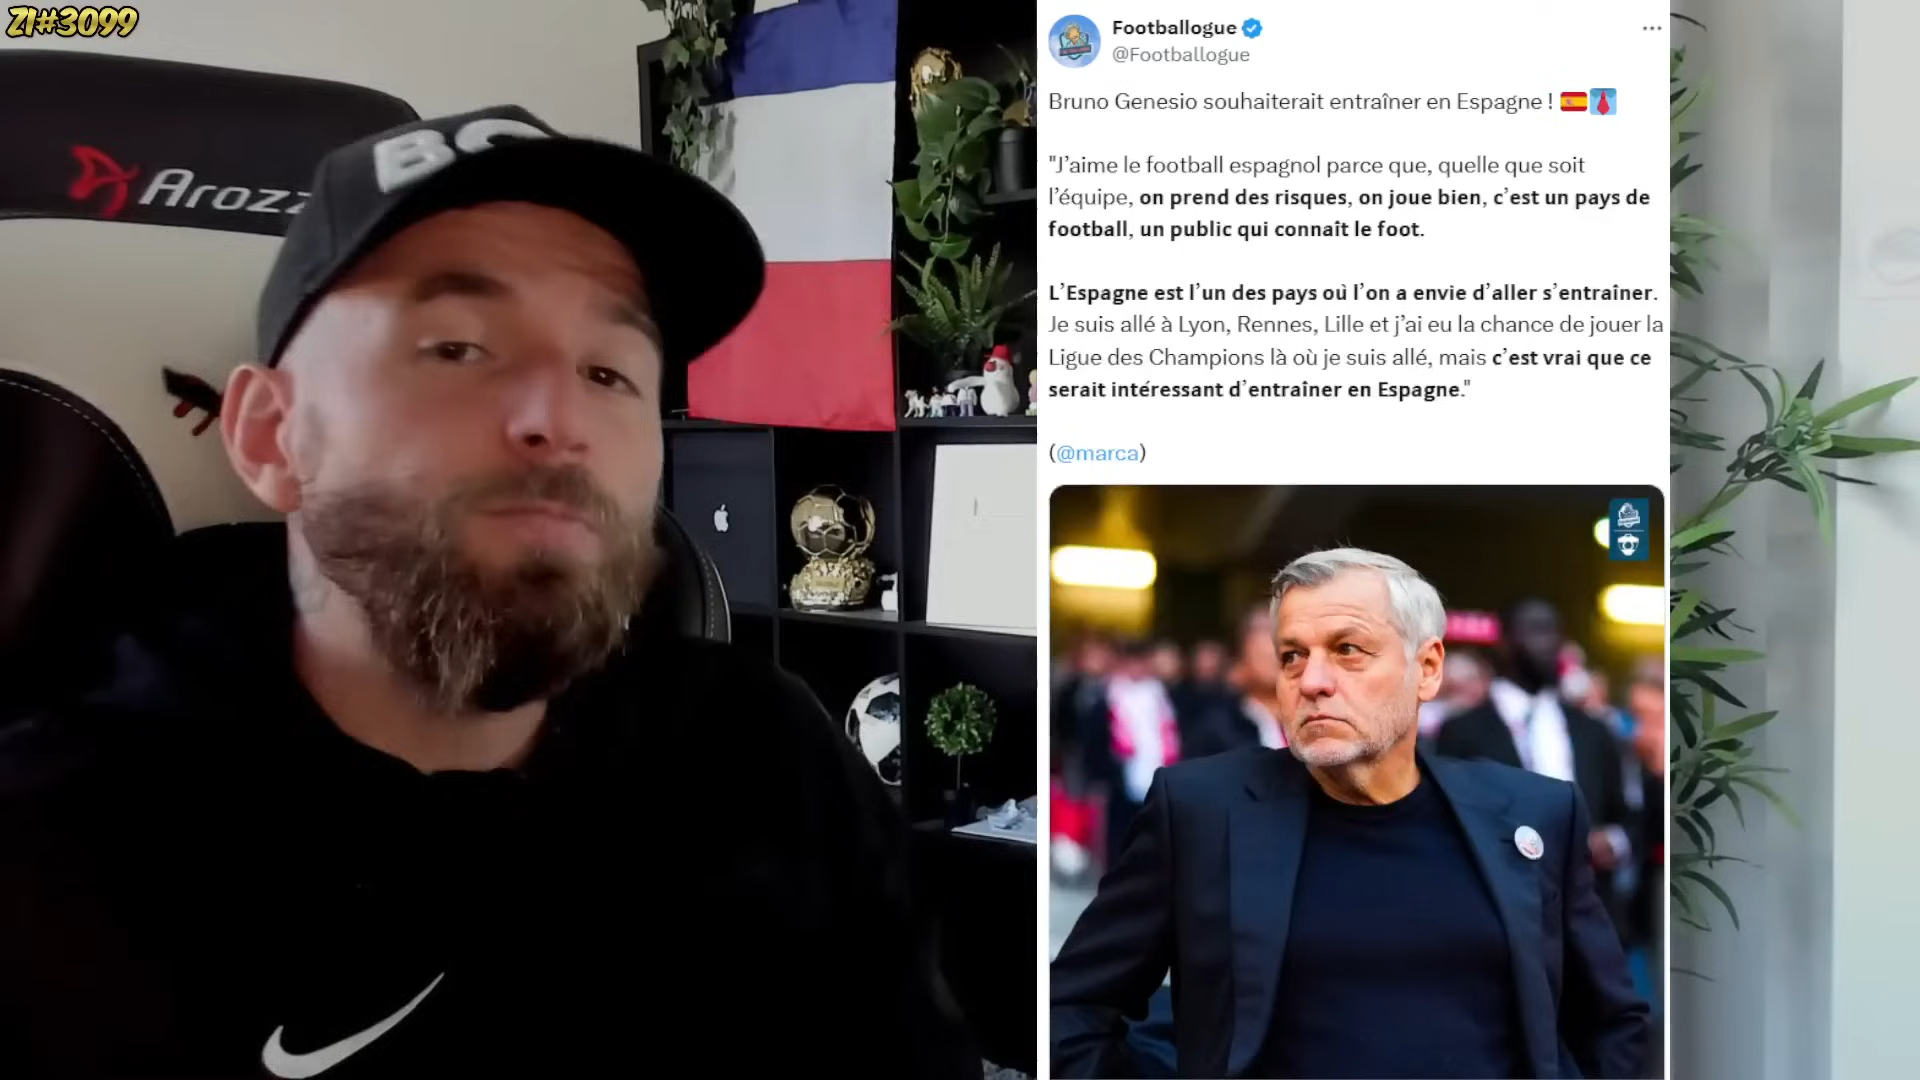 ZI#3099
Arozz
BO
Footballogue
@Footballogue
Bruno Genesio souhaiterait entraîner en Espagne !
"J’aime le football espagnol parce que, quelle que soit
l’équipe, on prend des risques, on joue bien, c’est un pays de
football, un public qui connaît le foot.
L’Espagne est l’un des pays où l’on a envie d’aller s’entraîner.
Je suis allé à Lyon, Rennes, Lille et j’ai eu la chance de jouer la
Ligue des Champions là où je suis allé, mais c’est vrai que ce
serait intéressant d’entraîner en Espagne."
(@marca)